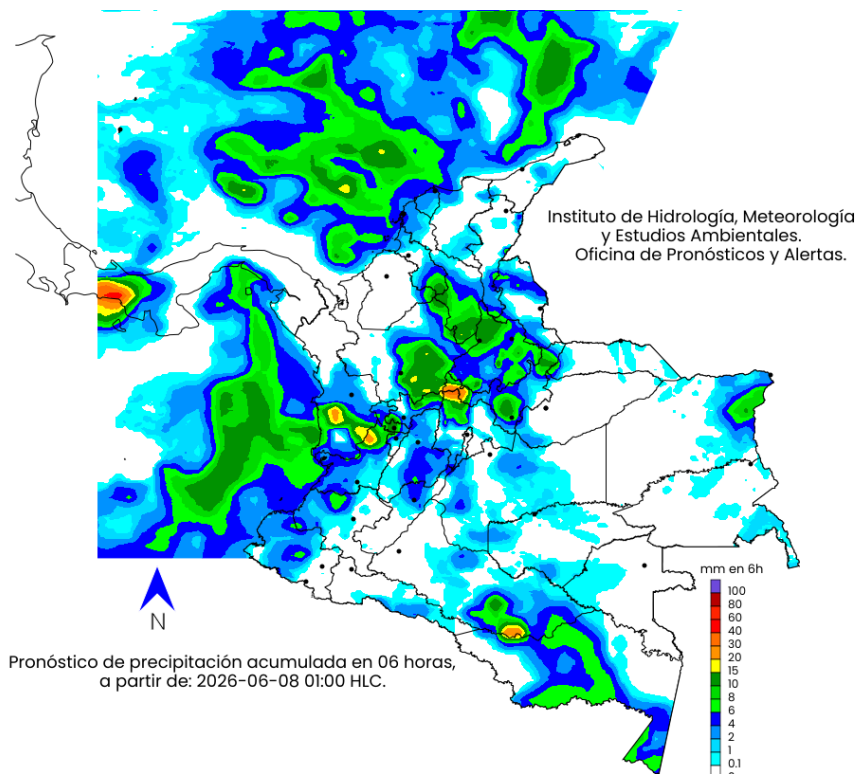 Instituto de Hidrología, Meteorología
y Estudios Ambientales.
Oficina de Pronósticos y Alertas.
mm en 6h
100
80
60
40
30
20
15
10
8
6
4
2
1
0.1
N
Pronóstico de precipitación acumulada en 06 horas,
a partir de: 2026-06-08 01:00 HLC.